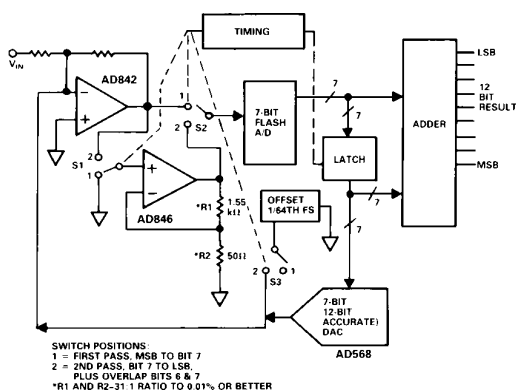 TIMING
VIN
AD842
1
2
S2
7-BIT
FLASH
A/D
7
7
ADDER
LSB
12
BIT
RESULT
MSB
LATCH
7
7
S1
2
1
AD846
*R1
1.55
kΩ
*R2
50Ω
OFFSET
1/64TH FS
2
1
S3
7-BIT
12-BIT
ACCURATE)
DAC
AD568
SWITCH POSITIONS:
1 = FIRST PASS, MSB TO BIT 7
2 = 2ND PASS, BIT 7 TO LSB,
PLUS OVERLAP BITS 6 & 7
*R1 AND R2-31:1 RATIO TO 0.01% OR BETTER